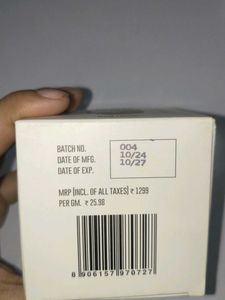 BATCH NO. 004
DATE OF MFG. 10/24
DATE OF EXP. 10/27
MRP [INCL. OF ALL TAXES] ₹ 1299
PER GM. ₹ 25.98
8 906157 970727